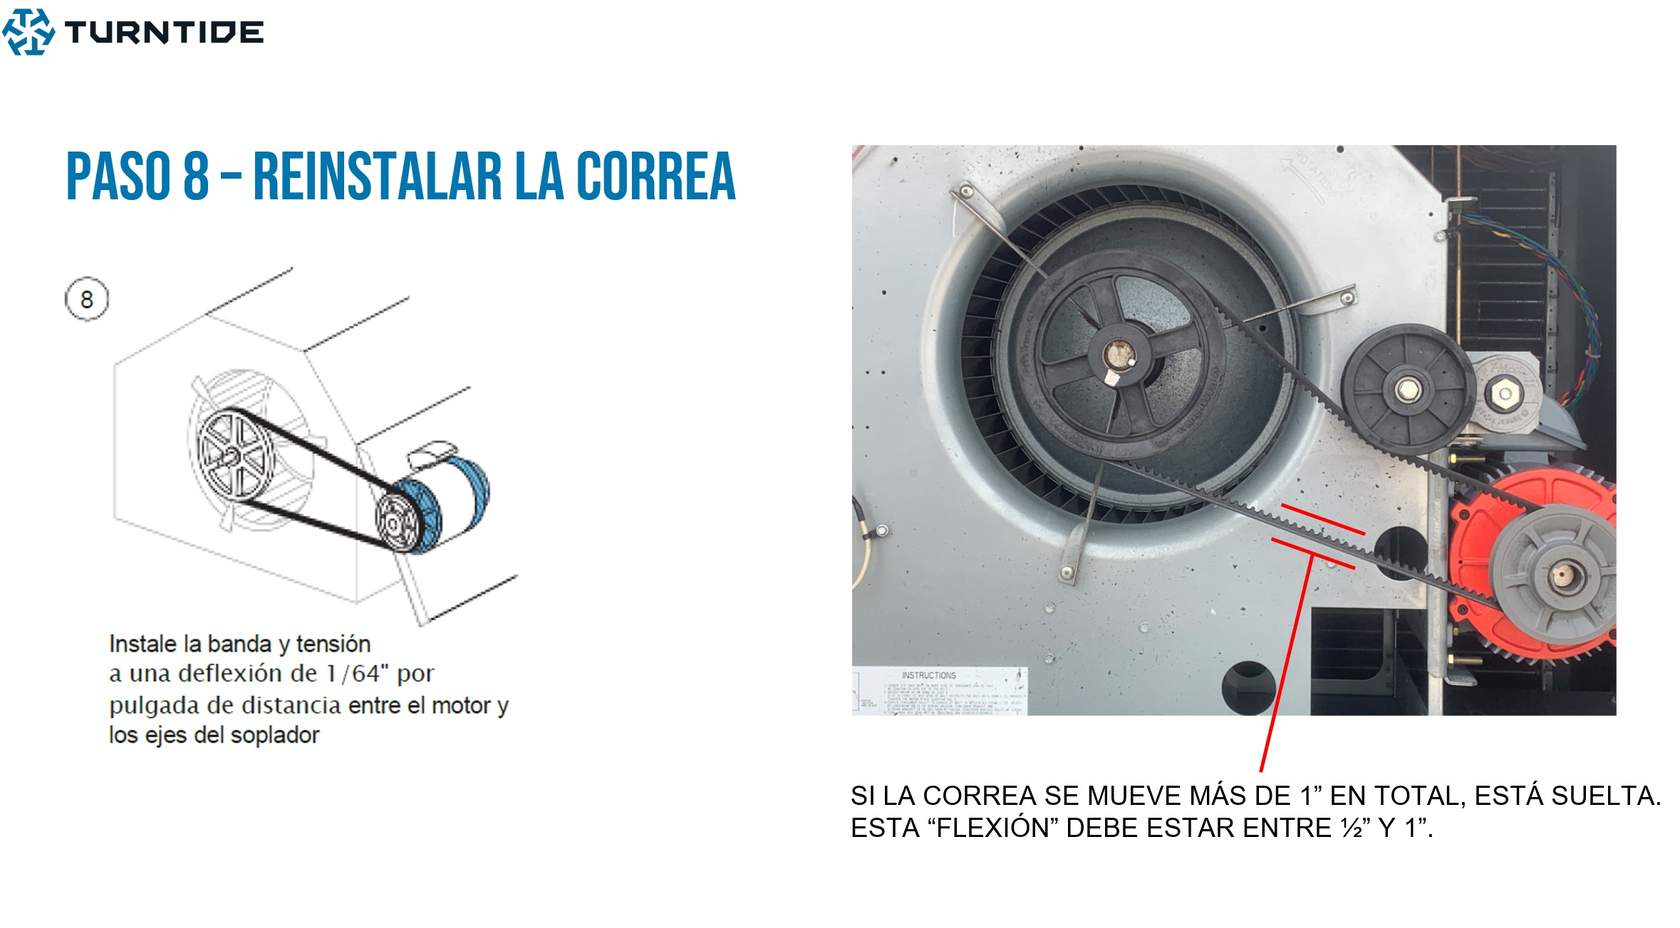 TURNTIDE
PASO 8 – REINSTALAR LA CORREA
8
Instale la banda y tensión
a una deflexión de 1/64" por
pulgada de distancia entre el motor y
los ejes del soplador
INSTRUCTIONS
SI LA CORREA SE MUEVE MÁS DE 1” EN TOTAL, ESTÁ SUELTA.
ESTA “FLEXIÓN” DEBE ESTAR ENTRE ½” Y 1”.